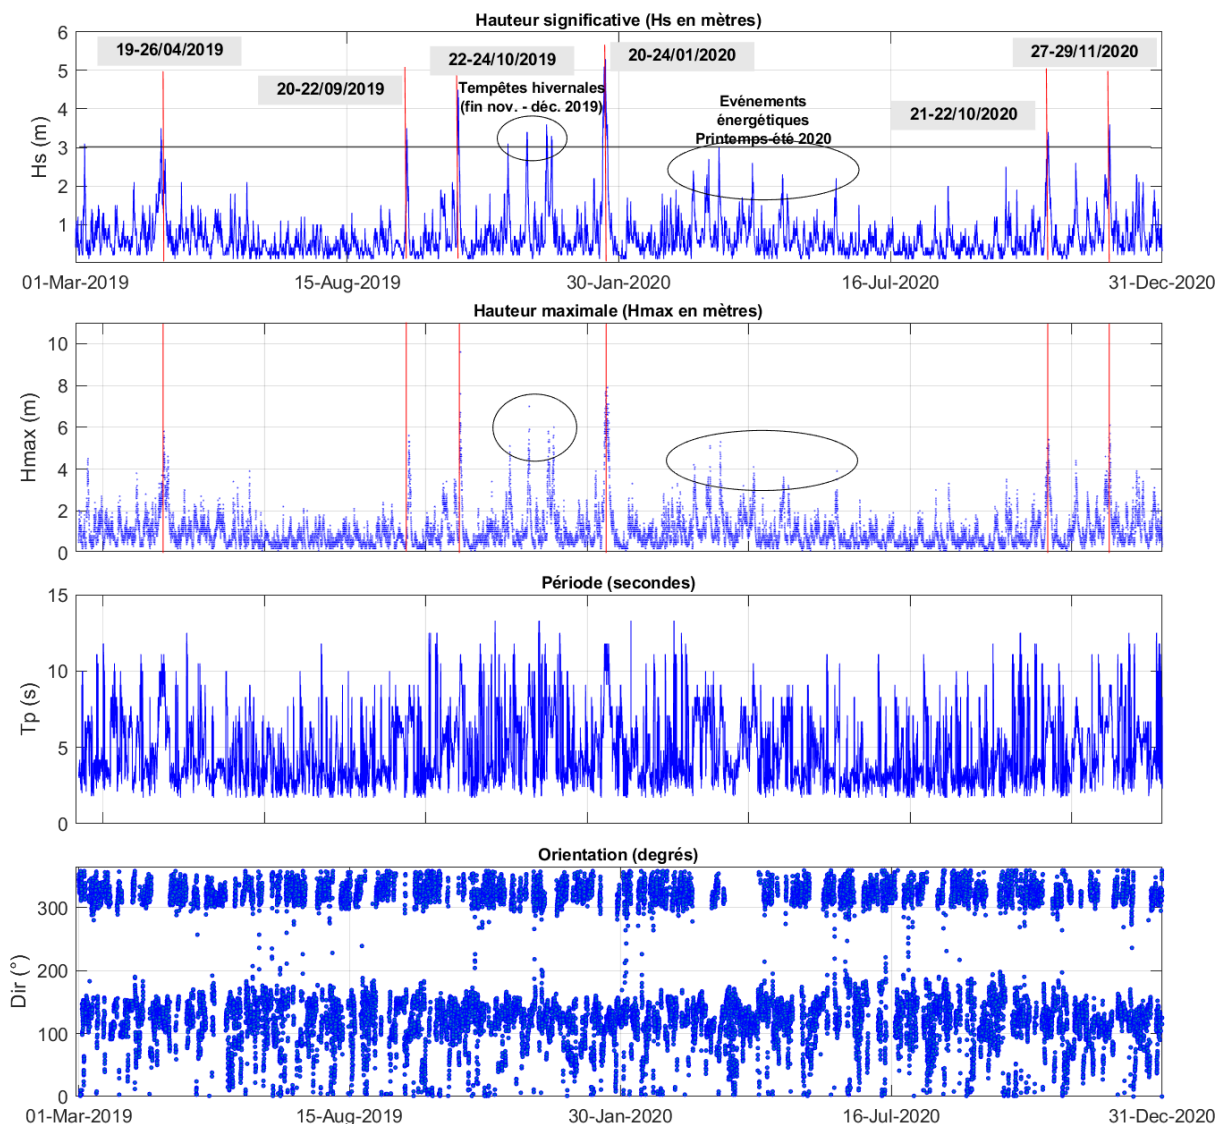 Hauteur significative (Hs en mètres)
6
5
4
3
2
1
Hs (m)
19-26/04/2019
20-22/09/2019
22-24/10/2019
Tempêtes hivernales
(fin nov. - déc. 2019)
20-24/01/2020
Evénements
énergétiques
Printemps-été 2020
21-22/10/2020
27-29/11/2020
01-Mar-2019
15-Aug-2019
30-Jan-2020
16-Jul-2020
31-Dec-2020
Hauteur maximale (Hmax en mètres)
10
8
6
4
2
0
Hmax (m)
Période (secondes)
15
10
5
0
Tp (s)
Orientation (degrés)
300
200
100
0
Dir (°)
01-Mar-2019
15-Aug-2019
30-Jan-2020
16-Jul-2020
31-Dec-2020